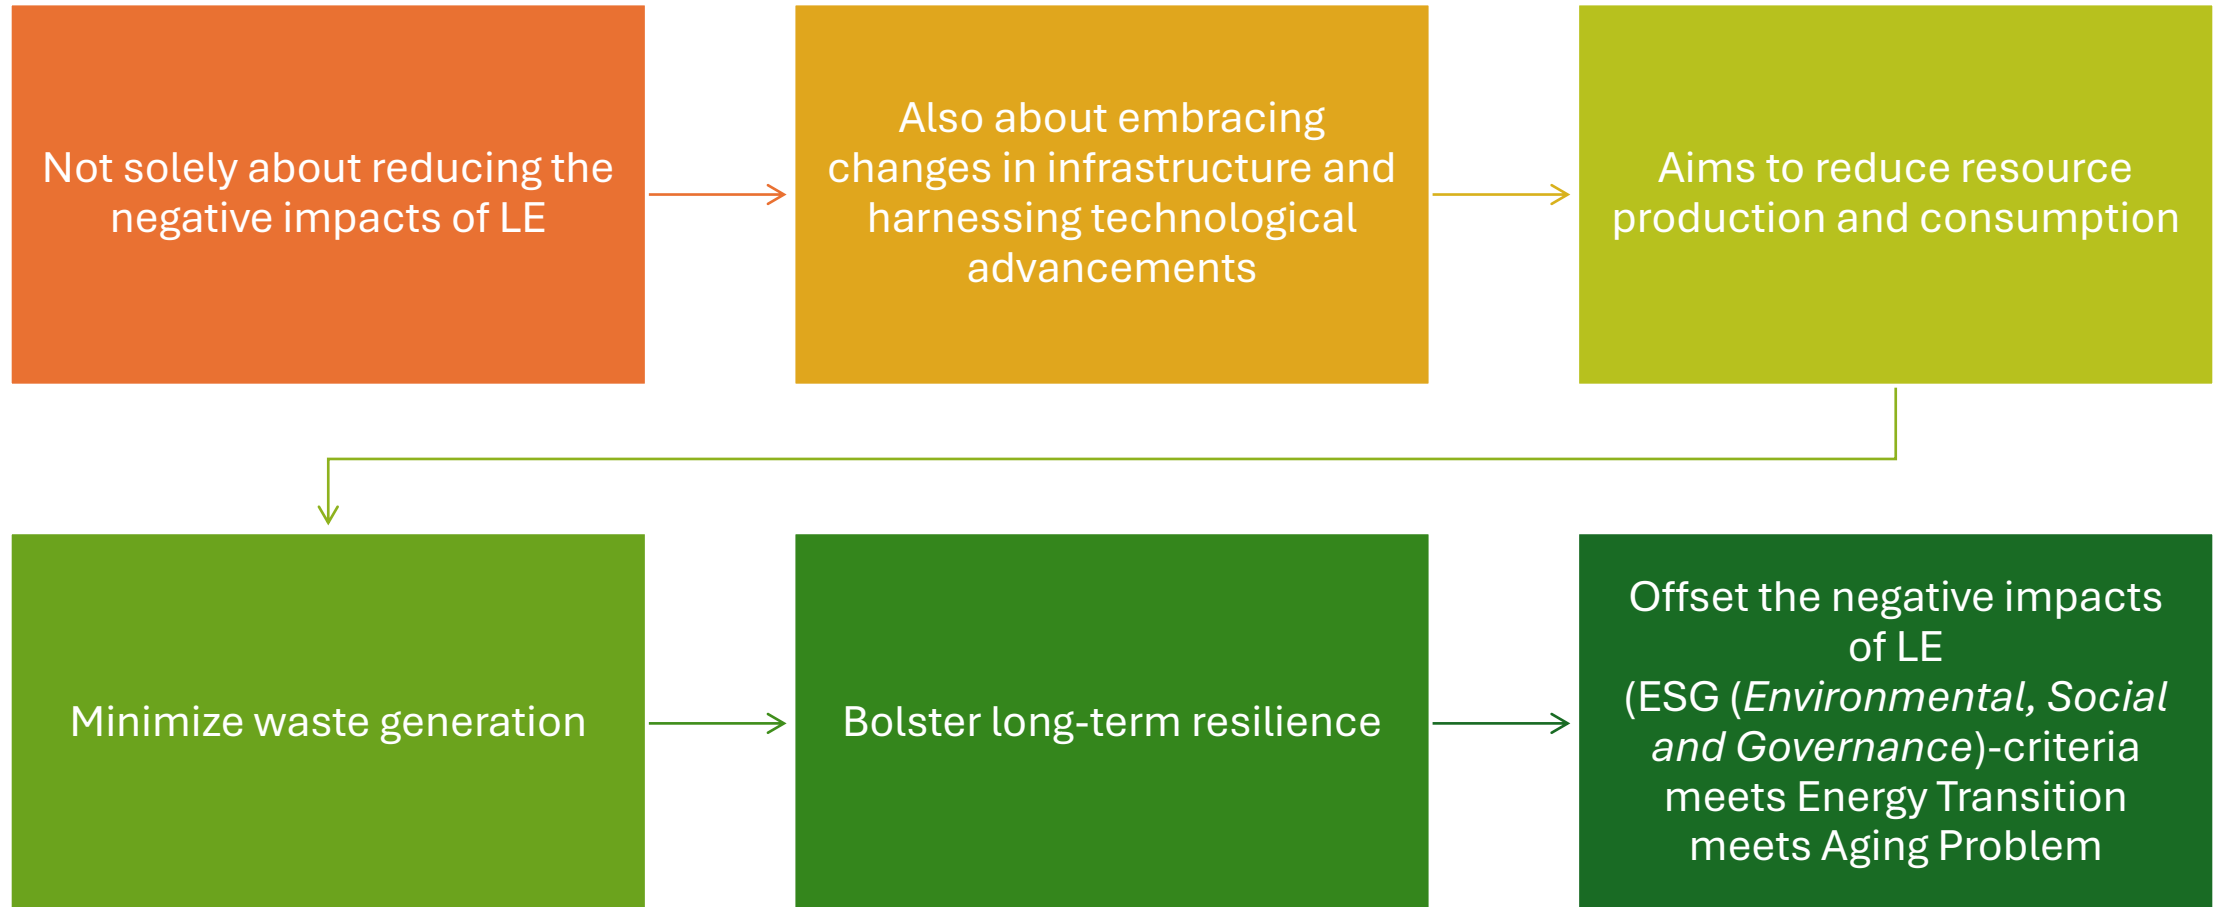 Not solely about reducing the
negative impacts of LE
Also about embracing
changes in infrastructure and
harnessing technological
advancements
Aims to reduce resource
production and consumption
Minimize waste generation
Bolster long-term resilience
Offset the negative impacts
of LE
(ESG (Environmental, Social
and Governance)-criteria
meets Energy Transition
meets Aging Problem